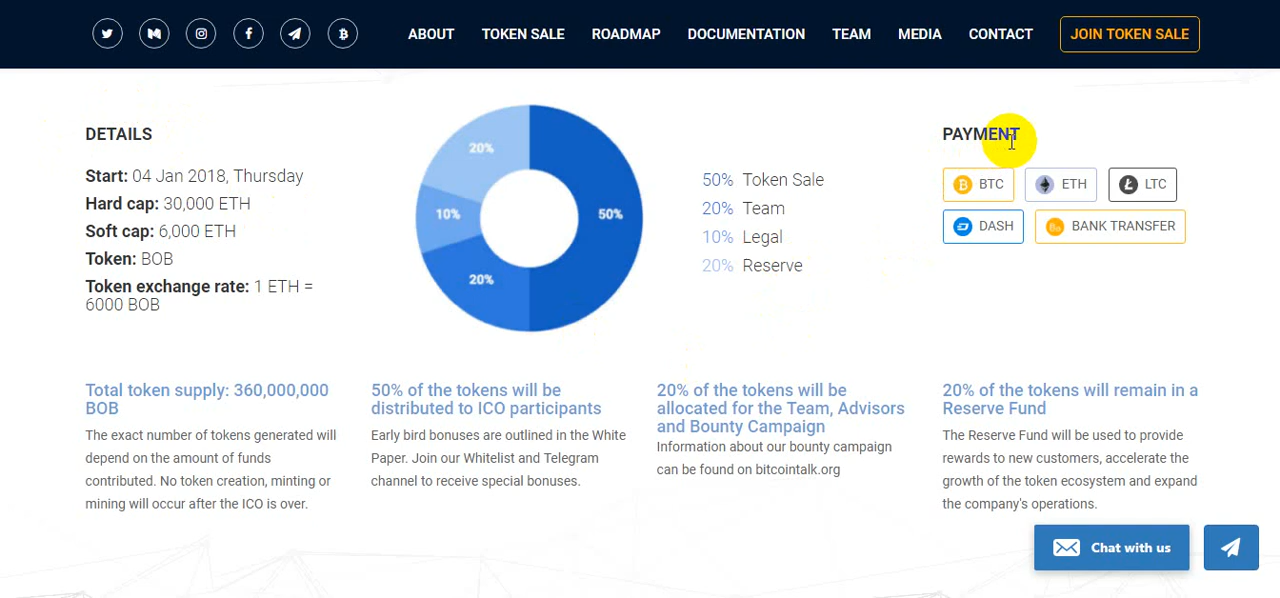 ABOUT TOKEN SALE ROADMAP DOCUMENTATION TEAM MEDIA CONTACT JOIN TOKEN SALE
DETAILS
Start: 04 Jan 2018, Thursday
Hard cap: 30,000 ETH
Soft cap: 6,000 ETH
Token: BOB
Token exchange rate: 1 ETH =
6000 BOB
20%
10%
50%
20%
50% Token Sale
20% Team
10% Legal
20% Reserve
PAYMENT
BTC ETH LTC
DASH BANK TRANSFER
Total token supply: 360,000,000
BOB
The exact number of tokens generated will
depend on the amount of funds
contributed. No token creation, minting or
mining will occur after the ICO is over.
50% of the tokens will be
distributed to ICO participants
Early bird bonuses are outlined in the White
Paper. Join our Whitelist and Telegram
channel to receive special bonuses.
20% of the tokens will be
allocated for the Team, Advisors
and Bounty Campaign
Information about our bounty campaign
can be found on bitcointalk.org
20% of the tokens will remain in a
Reserve Fund
The Reserve Fund will be used to provide
rewards to new customers, accelerate the
growth of the token ecosystem and expand
the company's operations.
Chat with us